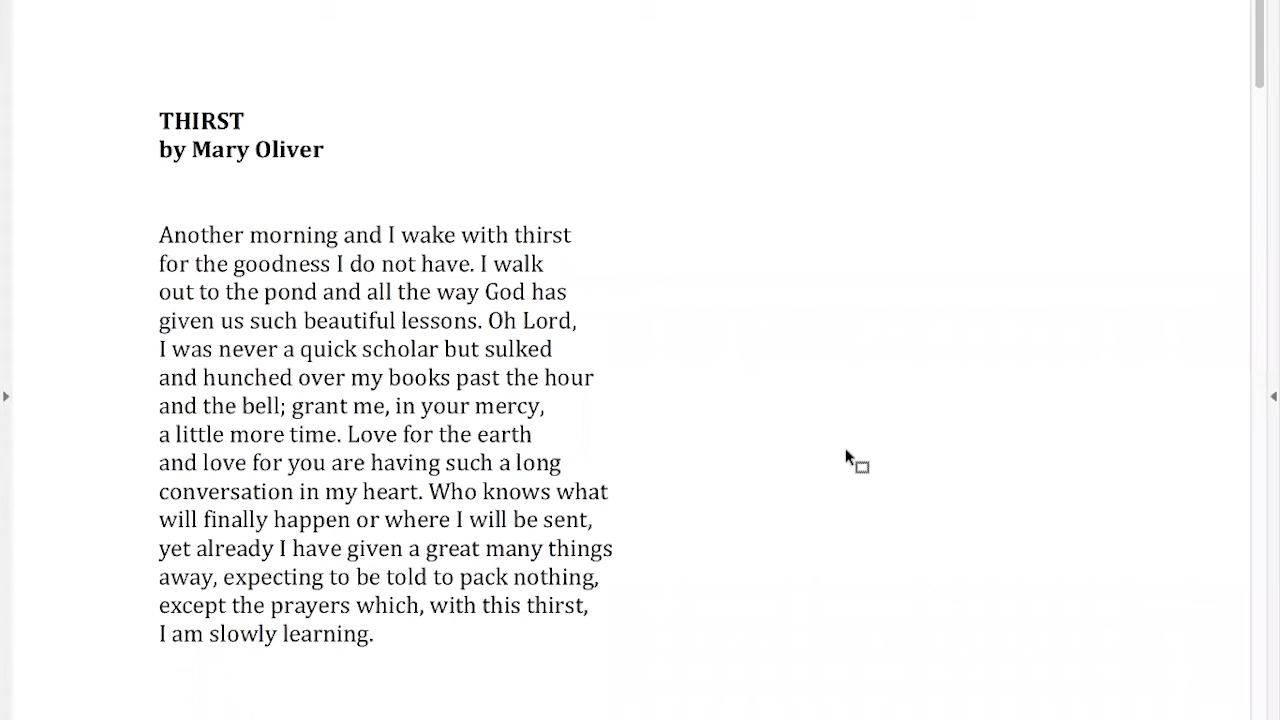 THIRST
by Mary Oliver
Another morning and I wake with thirst
for the goodness I do not have. I walk
out to the pond and all the way God has
given us such beautiful lessons. Oh Lord,
I was never a quick scholar but sulked
and hunched over my books past the hour
and the bell; grant me, in your mercy,
a little more time. Love for the earth
and love for you are having such a long
conversation in my heart. Who knows what
will finally happen or where I will be sent,
yet already I have given a great many things
away, expecting to be told to pack nothing,
except the prayers which, with this thirst,
I am slowly learning.